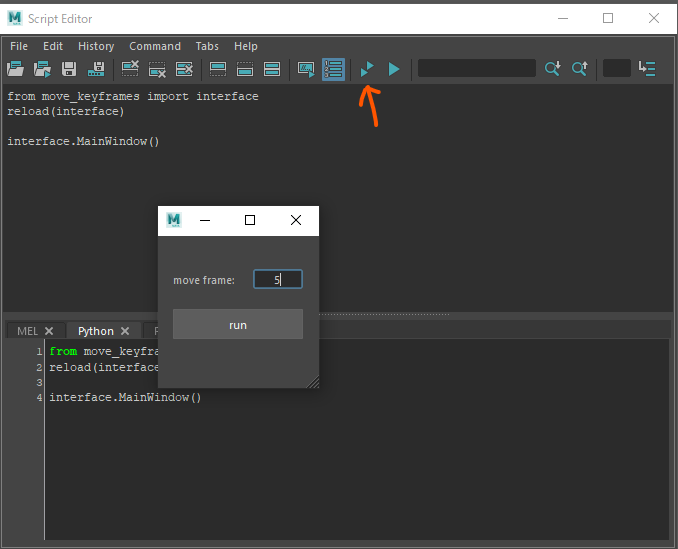 Script Editor
File Edit History Command Tabs Help
from move_keyframes import interface
reload(interface)
interface.MainWindow()
M
move frame: 5
run
MEL Python
1 from move_keyfra
2 reload(interface
3
4 interface.MainWindow()